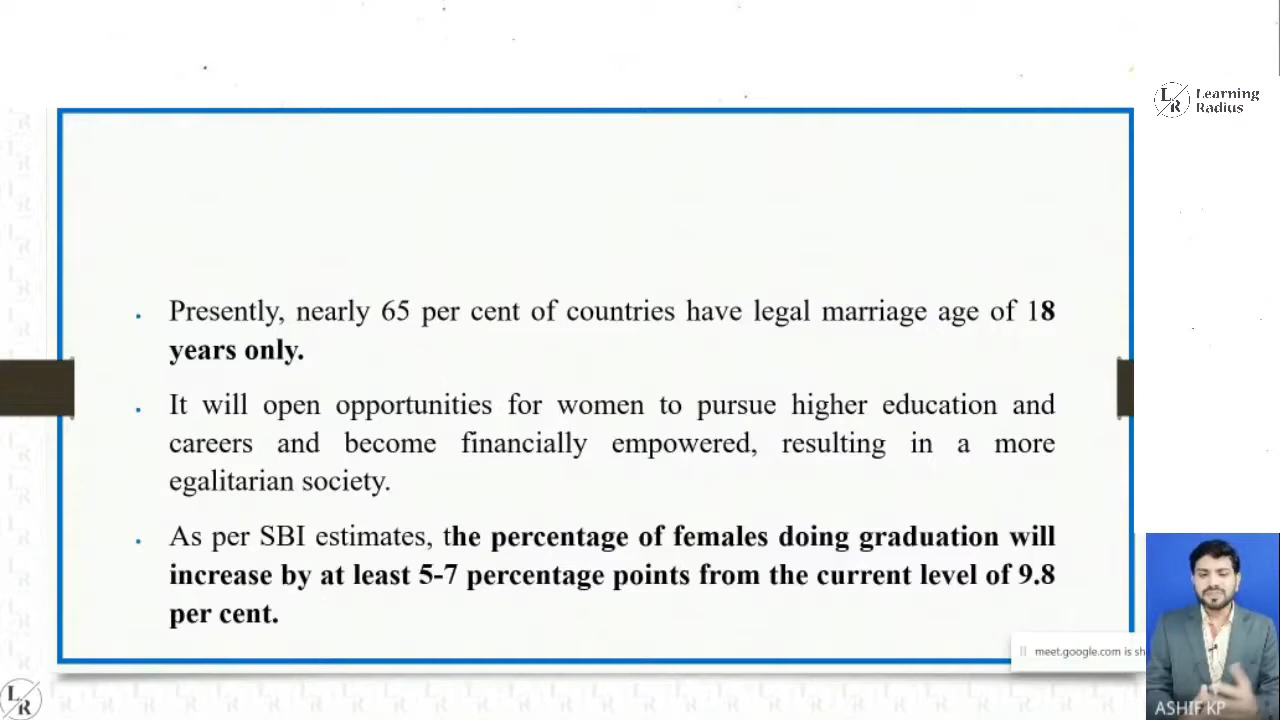 L R Learning
Radius
• Presently, nearly 65 per cent of countries have legal marriage age of 18
years only.
• It will open opportunities for women to pursue higher education and
careers and become financially empowered, resulting in a more
egalitarian society.
• As per SBI estimates, the percentage of females doing graduation will
increase by at least 5-7 percentage points from the current level of 9.8
per cent.
meet.google.com is sh
ASHIF KP
L R